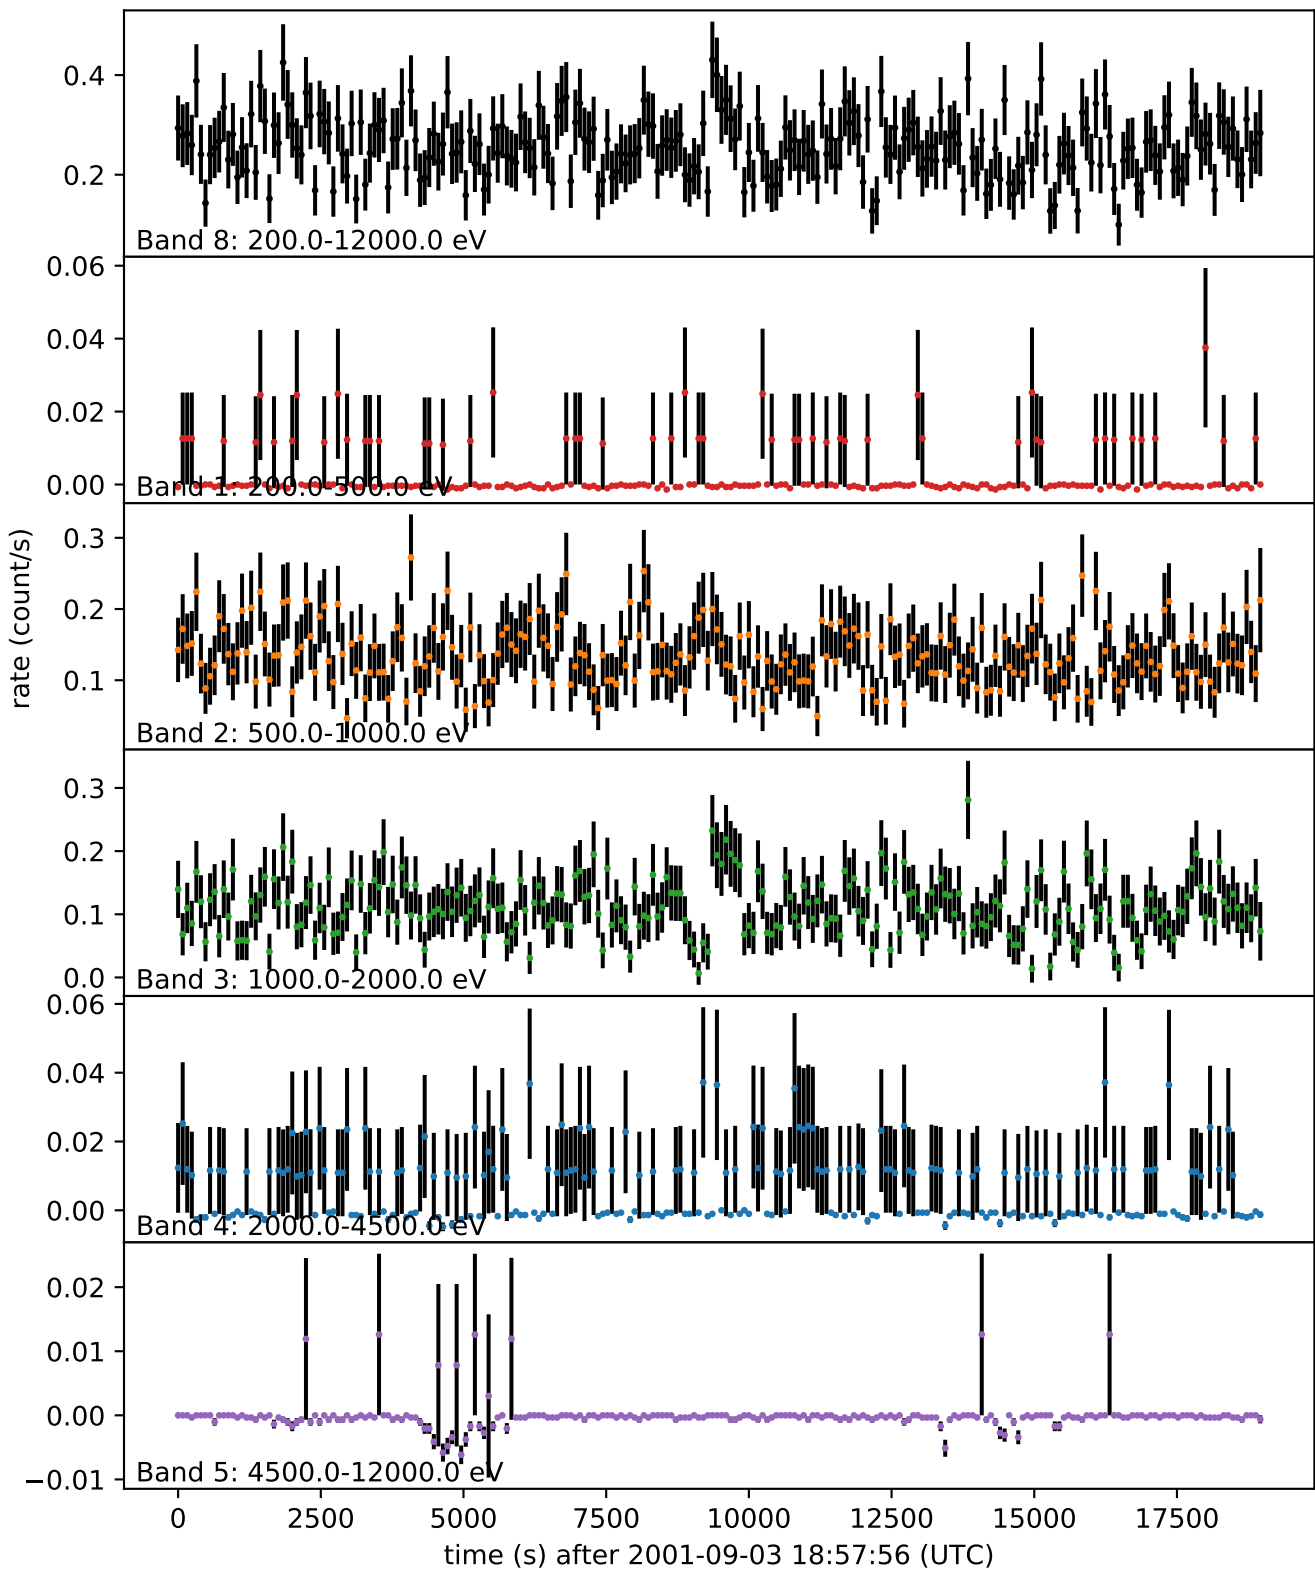 0.4
0.2
Band 8: 200.0-12000.0 eV
0.06
0.04
0.02
0.00
Band 1: 200.0-500.0 eV
rate (count/s)
0.3
0.2
0.1
Band 2: 500.0-1000.0 eV
0.3
0.2
0.1
0.0
Band 3: 1000.0-2000.0 eV
0.06
0.04
0.02
0.00
Band 4: 2000.0-4500.0 eV
0.02
0.01
0.00
−0.01
Band 5: 4500.0-12000.0 eV
0 2500 5000 7500 10000 12500 15000 17500
time (s) after 2001-09-03 18:57:56 (UTC)